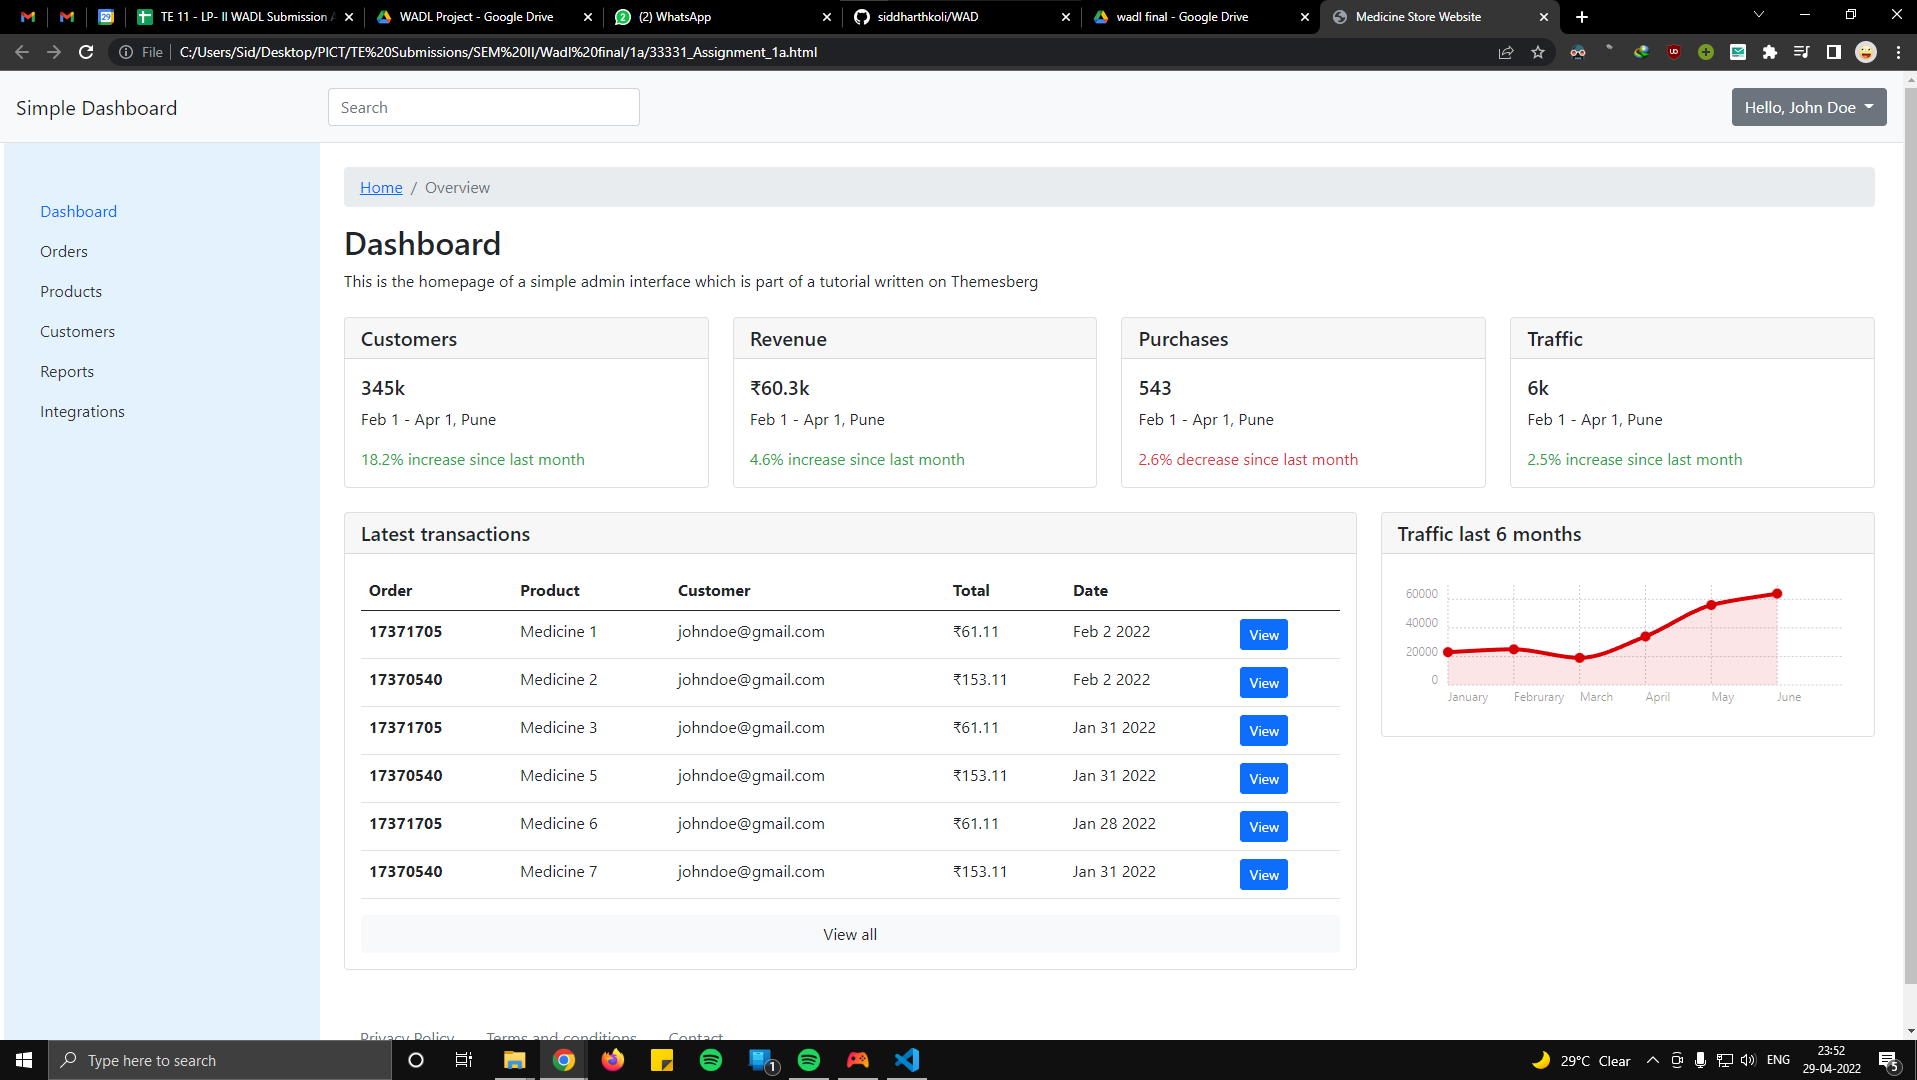 TE 11 - LP- II WADL Submission A
WADL Project - Google Drive
(2) WhatsApp
siddharthkoli/WAD
wadl final - Google Drive
Medicine Store Website
File
C:/Users/Sid/Desktop/PICT/TE%20Submissions/SEM%20II/Wadl%20final/1a/33331_Assignment_1a.html
Simple Dashboard
Search
Hello, John Doe
Home / Overview
Dashboard
Orders
Products
Customers
Reports
Integrations
Dashboard
This is the homepage of a simple admin interface which is part of a tutorial written on Themesberg
Customers
345k
Feb 1 - Apr 1, Pune
18.2% increase since last month
Revenue
₹60.3k
Feb 1 - Apr 1, Pune
4.6% increase since last month
Purchases
543
Feb 1 - Apr 1, Pune
2.6% decrease since last month
Traffic
6k
Feb 1 - Apr 1, Pune
2.5% increase since last month
Latest transactions
Order Product Customer Total Date
17371705 Medicine 1 johndoe@gmail.com ₹61.11 Feb 2 2022 View
17370540 Medicine 2 johndoe@gmail.com ₹153.11 Feb 2 2022 View
17371705 Medicine 3 johndoe@gmail.com ₹61.11 Jan 31 2022 View
17370540 Medicine 5 johndoe@gmail.com ₹153.11 Jan 31 2022 View
17371705 Medicine 6 johndoe@gmail.com ₹61.11 Jan 28 2022 View
17370540 Medicine 7 johndoe@gmail.com ₹153.11 Jan 31 2022 View
View all
Traffic last 6 months
60000
40000
20000
0
January Februrary March April May June
Privacy Policy Terms and conditions Contact
Type here to search
1
29°C Clear
ENG
23:52
29-04-2022
5